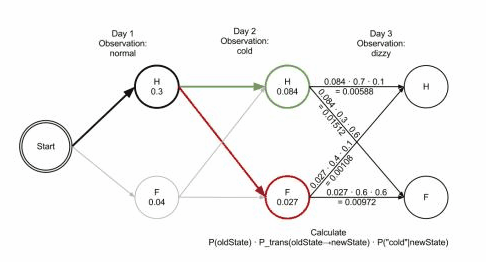 Day 1
Observation:
normal
Day 2
Observation:
cold
Day 3
Observation:
dizzy
Start
H
0.3
H
0.084
0.084 · 0.7 · 0.1
= 0.00588
H
0.084 · 0.3 · 0.6
= 0.01512
0.027 · 0.4 · 0.1
= 0.00108
F
0.04
F
0.027
0.027 · 0.6 · 0.6
= 0.00972
F
Calculate
P(oldState) · P_trans(oldState→newState) · P("cold"|newState)